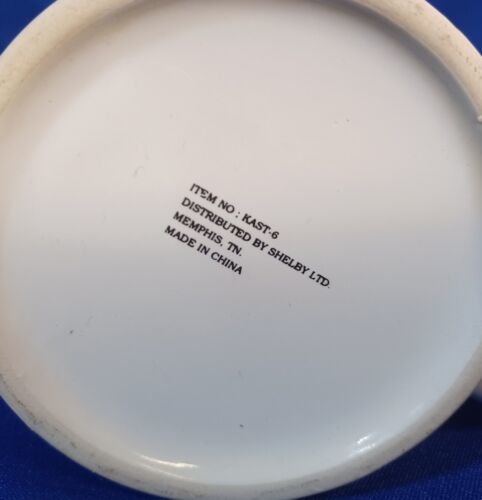 ITEM NO : KAST-6
DISTRIBUTED BY SHELBY LTD.
MEMPHIS, TN.
MADE IN CHINA